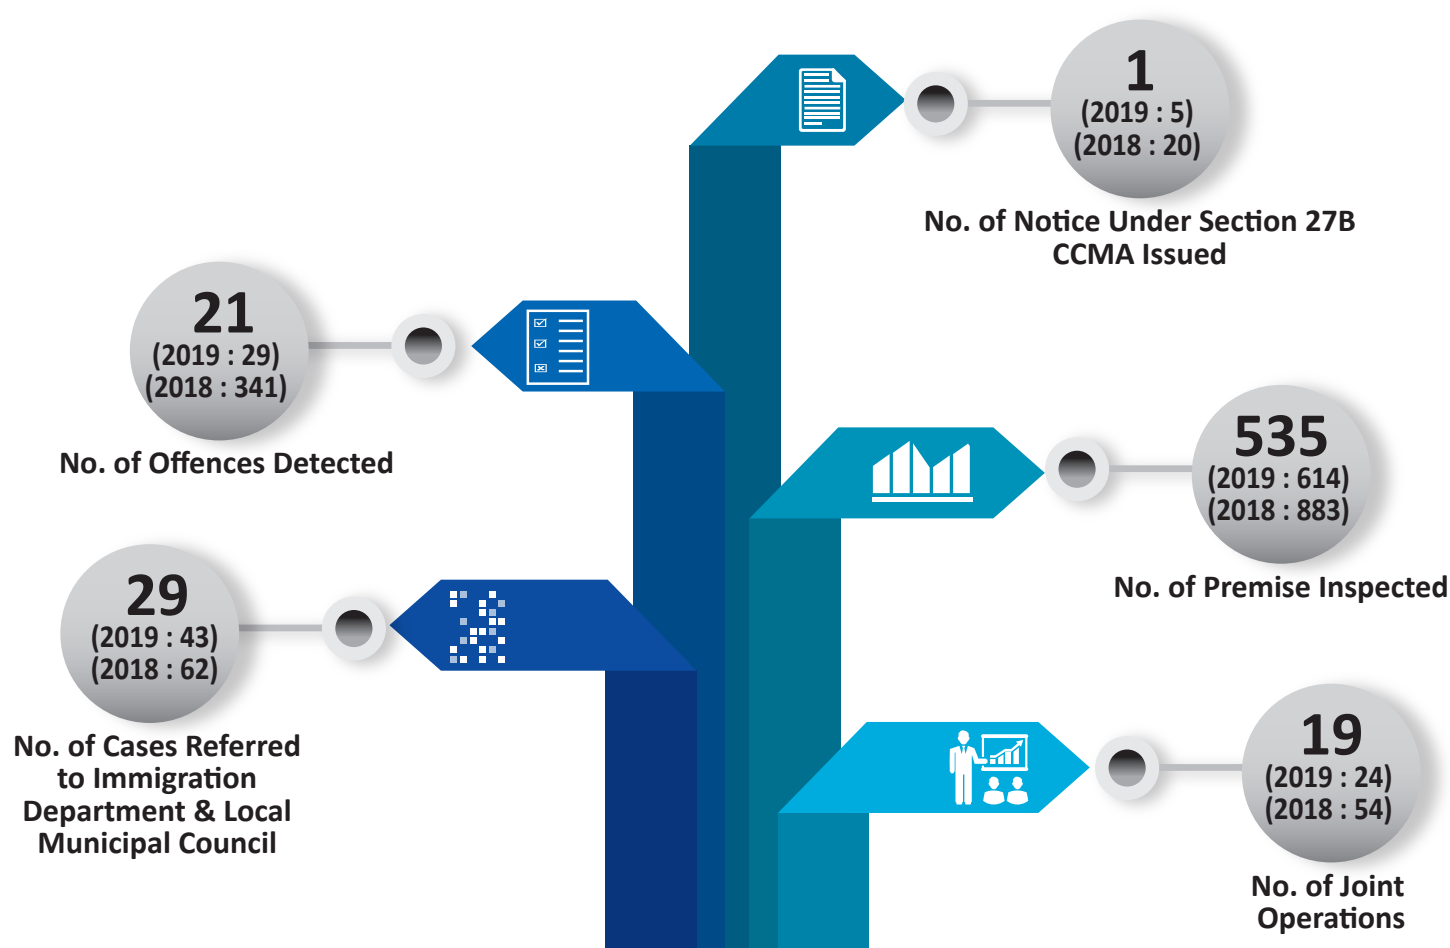 1
(2019 : 5)
(2018 : 20)
No. of Notice Under Section 27B
CCMA Issued
21
(2019 : 29)
(2018 : 341)
No. of Offences Detected
535
(2019 : 614)
(2018 : 883)
No. of Premise Inspected
29
(2019 : 43)
(2018 : 62)
No. of Cases Referred
to Immigration
Department & Local
Municipal Council
19
(2019 : 24)
(2018 : 54)
No. of Joint
Operations